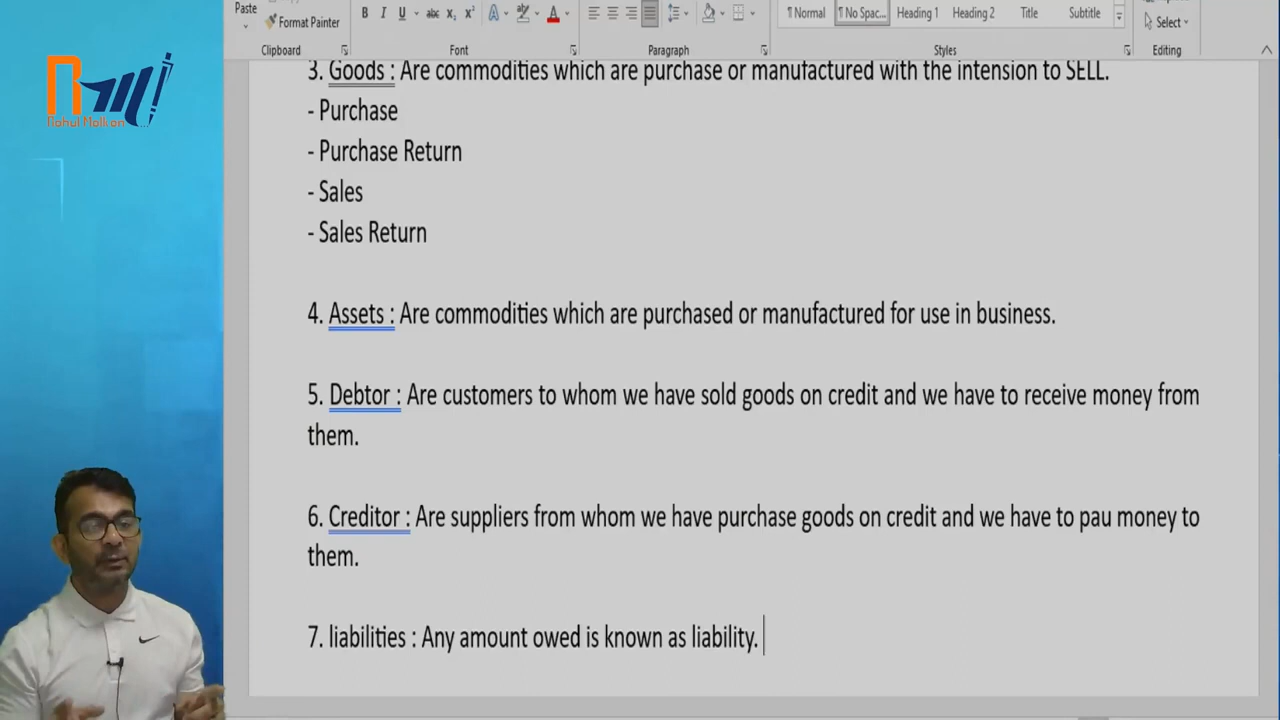 Paste
Format Painter
B I U abc x₂ x² A A
Normal
No Spac...
Heading 1
Heading 2
Title
Subtitle
Select
Clipboard
Font
Paragraph
Styles
Editing
Rahul Malkan
3. Goods : Are commodities which are purchase or manufactured with the intension to SELL.
- Purchase
- Purchase Return
- Sales
- Sales Return
4. Assets : Are commodities which are purchased or manufactured for use in business.
5. Debtor : Are customers to whom we have sold goods on credit and we have to receive money from
them.
6. Creditor : Are suppliers from whom we have purchase goods on credit and we have to pau money to
them.
7. liabilities : Any amount owed is known as liability.